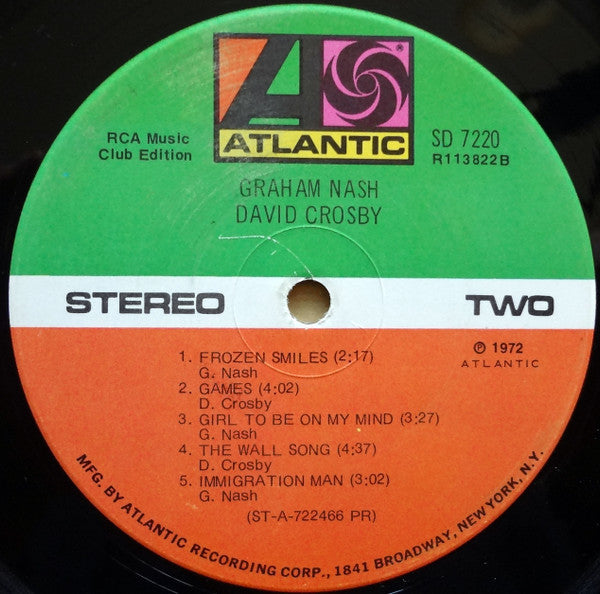 RCA Music
Club Edition
A
®
ATLANTIC
SD 7220
R113822B
GRAHAM NASH
DAVID CROSBY
STEREO
TWO
℗ 1972
ATLANTIC
1. FROZEN SMILES (2:17)
G. Nash
2. GAMES (4:02)
D. Crosby
3. GIRL TO BE ON MY MIND (3:27)
G. Nash
4. THE WALL SONG (4:37)
D. Crosby
5. IMMIGRATION MAN (3:02)
G. Nash
(ST-A-722466 PR)
MFG. BY ATLANTIC RECORDING CORP., 1841 BROADWAY, NEW YORK, N.Y.